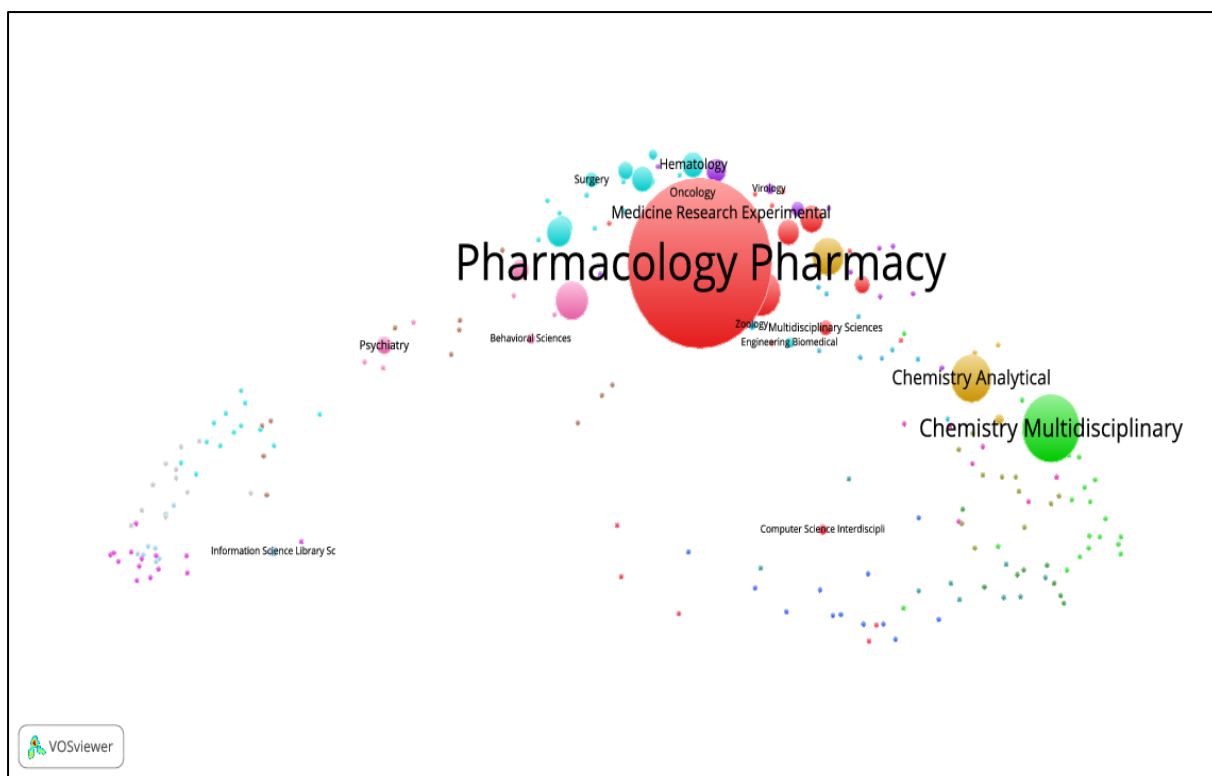 Hematology
Surgery
Virology
Oncology
Medicine Research Experimental
Pharmacology Pharmacy
Zoology
Multidisciplinary Sciences
Behavioral Sciences
Engineering Biomedical
Psychiatry
Chemistry Analytical
Chemistry Multidisciplinary
Computer Science Interdiscipli
Information Science Library Sc
VOSviewer